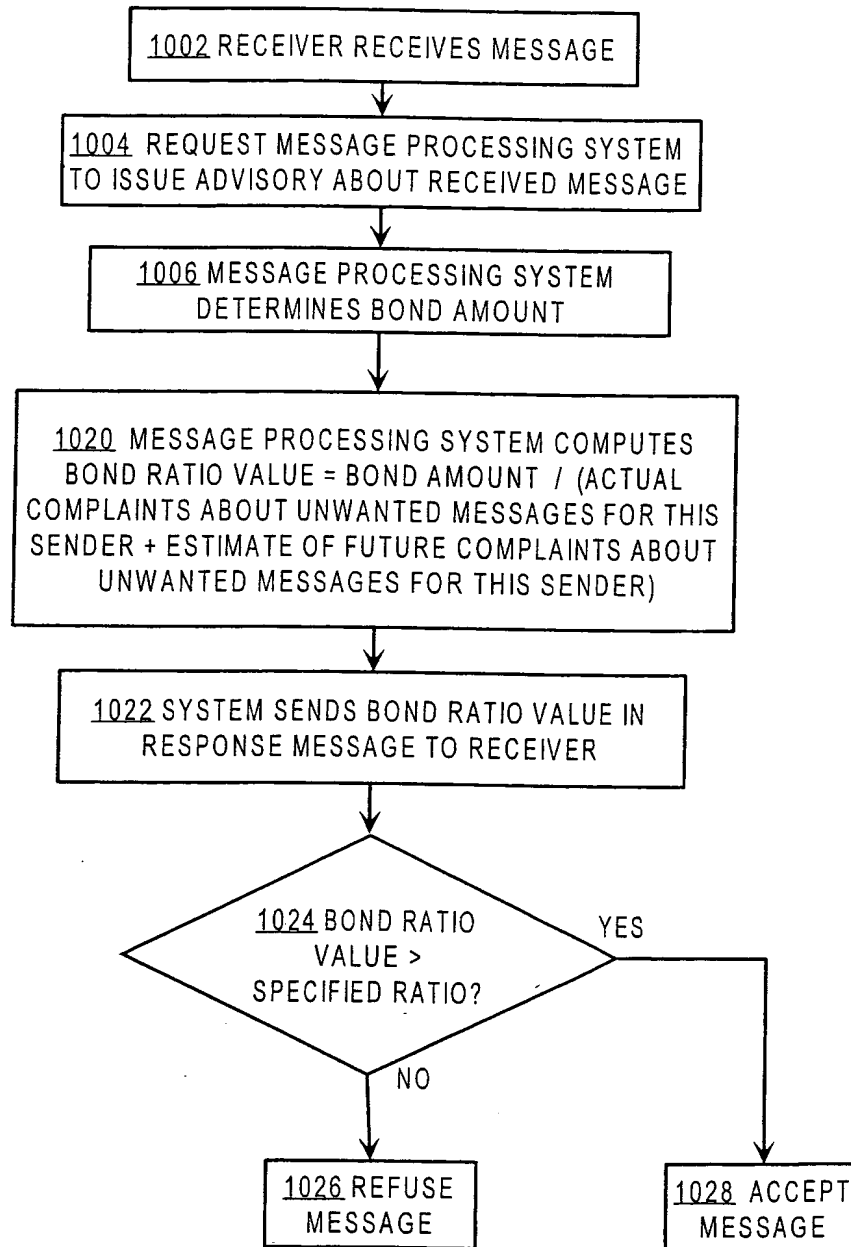 1002 RECEIVER RECEIVES MESSAGE
1004 REQUEST MESSAGE PROCESSING SYSTEM
TO ISSUE ADVISORY ABOUT RECEIVED MESSAGE
1006 MESSAGE PROCESSING SYSTEM
DETERMINES BOND AMOUNT
1020 MESSAGE PROCESSING SYSTEM COMPUTES
BOND RATIO VALUE = BOND AMOUNT / (ACTUAL
COMPLAINTS ABOUT UNWANTED MESSAGES FOR THIS
SENDER + ESTIMATE OF FUTURE COMPLAINTS ABOUT
UNWANTED MESSAGES FOR THIS SENDER)
1022 SYSTEM SENDS BOND RATIO VALUE IN
RESPONSE MESSAGE TO RECEIVER
1024 BOND RATIO
VALUE >
SPECIFIED RATIO?
YES
NO
1026 REFUSE
MESSAGE
1028 ACCEPT
MESSAGE